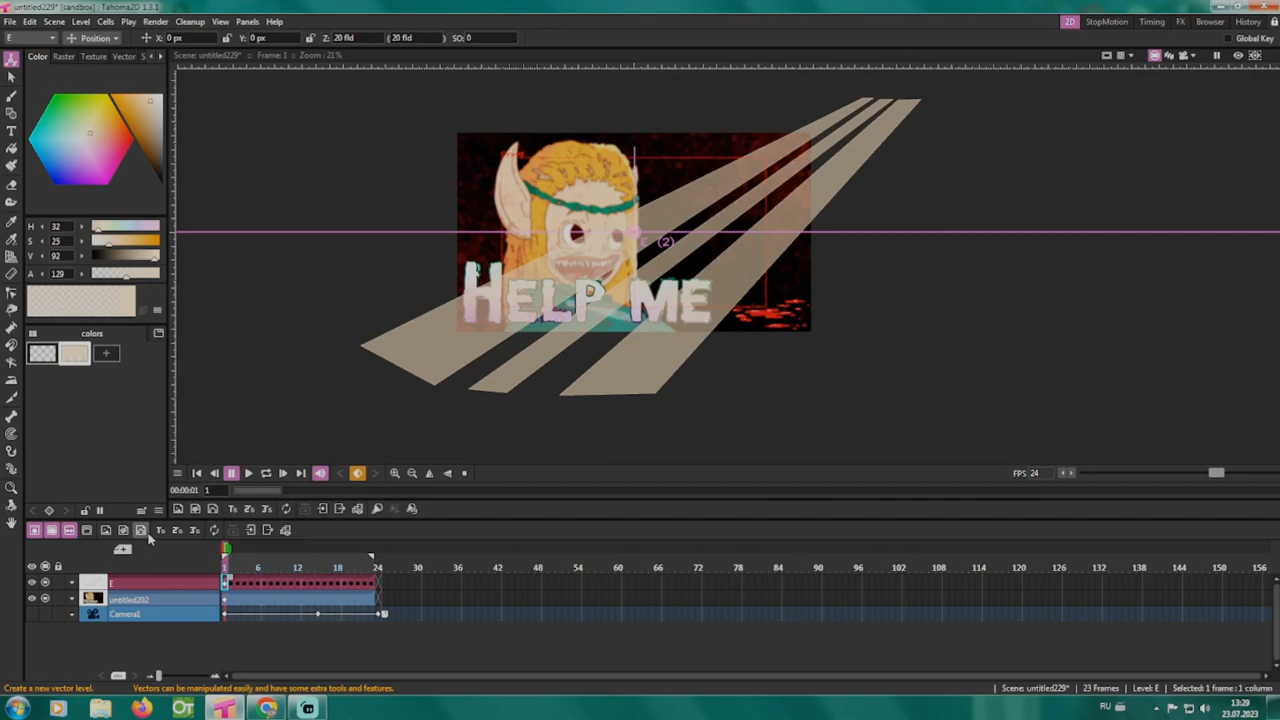 untitled229* [sandbox] : Tahoma2D 1.3.1
File Edit Scene Level Cells Play Render Cleanup View Panels Help
2D StopMotion Timing FX Browser History
E Position X: 0 px Y: 0 px Z: 20 fld (20 fld) SO: 0 Global Key
Color Raster Texture Vector S
Scene: untitled229* :: Frame: 1 :: Zoom : 21%
E (2)
HELP ME
H 32
S 25
V 92
A 129
colors
FPS 24
00:00:01 1
1 6 12 18 24 30 36 42 48 54 60 66 72 78 84 90 96 102 108 114 120 126 132 138 144 150 156
E
untitled202
Camera1
Create a new vector level. Vectors can be manipulated easily and have some extra tools and features.
Scene: untitled229* | 23 Frames | Level: E | Selected: 1 frame : 1 column
RU
13:29
23.07.2023